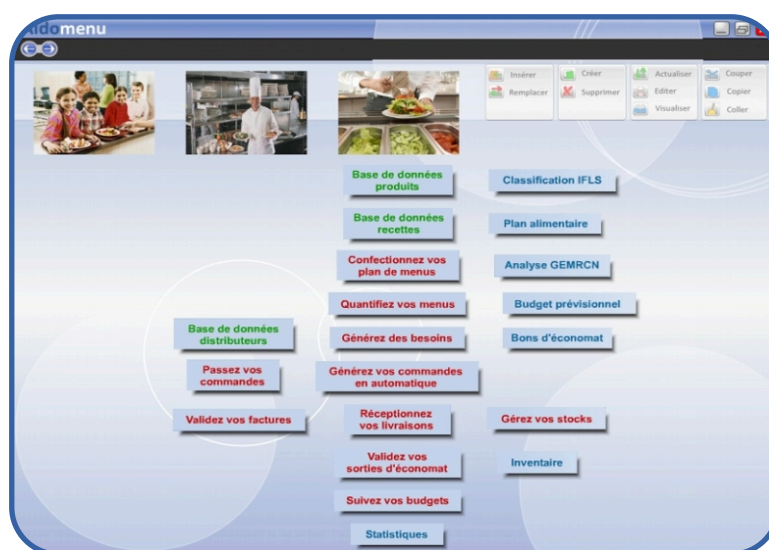 Aidomenu
Insérer
Créer
Actualiser
Couper
Remplacer
Supprimer
Editer
Copier
Visualiser
Coller
Base de données
produits
Classification IFLS
Base de données
recettes
Plan alimentaire
Confectionnez vos
plan de menus
Analyse GEMRCN
Quantifiez vos menus
Budget prévisionnel
Base de données
distributeurs
Générez des besoins
Bons d'économat
Passez vos
commandes
Générez vos commandes
en automatique
Validez vos factures
Réceptionnez
vos livraisons
Gérez vos stocks
Validez vos
sorties d'économat
Inventaire
Suivez vos budgets
Statistiques